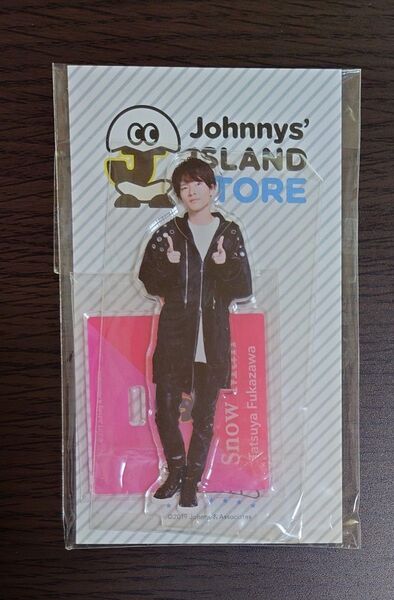 Johnnys'
ISLAND
STORE
Snow Man
Tatsuya Fukazawa
©2019 Johnny & Associates